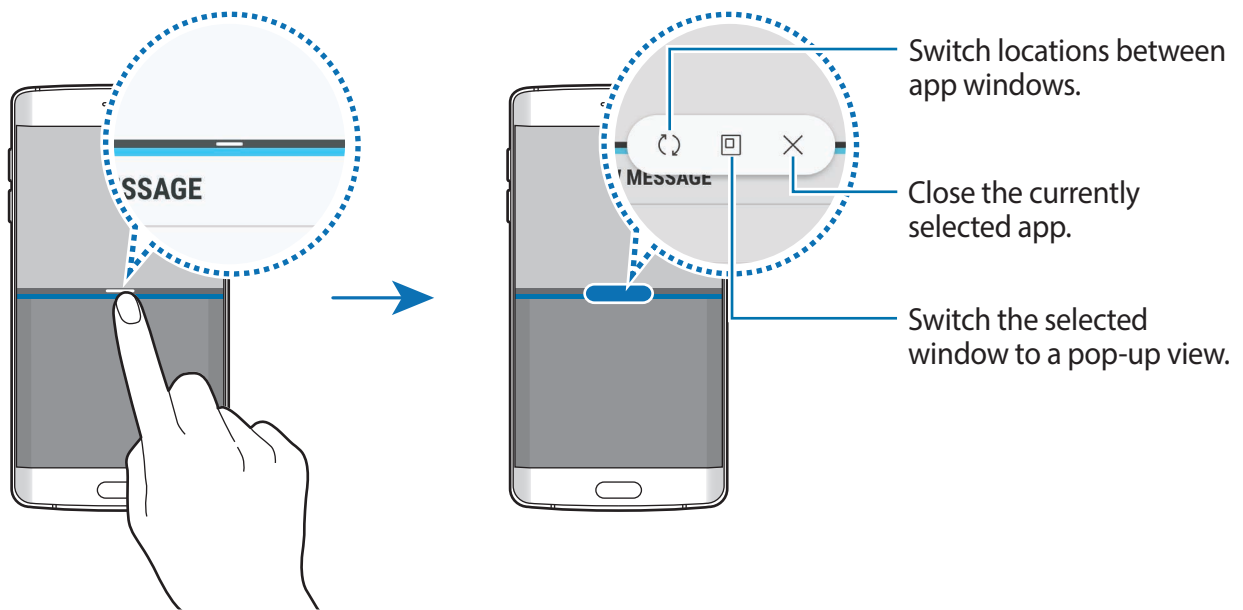 SSAGE
MESSAGE
Switch locations between
app windows.
Close the currently
selected app.
Switch the selected
window to a pop-up view.